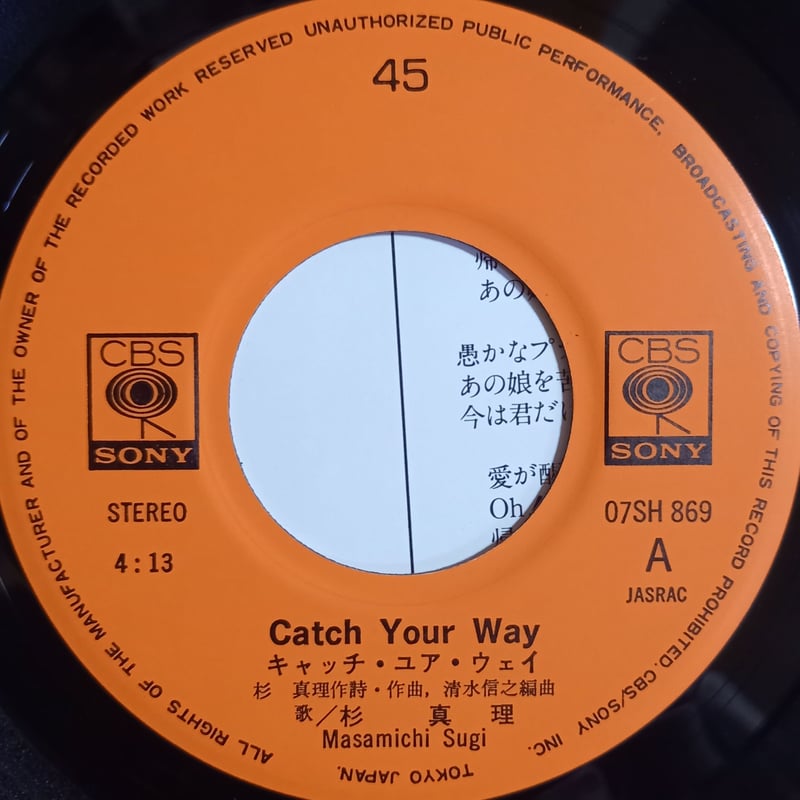 ALL RIGHTS OF THE MANUFACTURER AND OF THE OWNER OF THE RECORDED WORK RESERVED UNAUTHORIZED PUBLIC PERFORMANCE, BROADCASTING AND COPYING OF THIS RECORD PROHIBITED. CBS/SONY INC. TOKYO JAPAN.
45
帰
あの
愚かなプ
あの娘を
今は君だ
愛が
Oh
CBS
SONY
STEREO
4:13
CBS
SONY
07SH 869
A
JASRAC
Catch Your Way
キャッチ・ユア・ウェイ
杉 真理作詩・作曲, 清水信之編曲
歌/杉 真 理
Masamichi Sugi